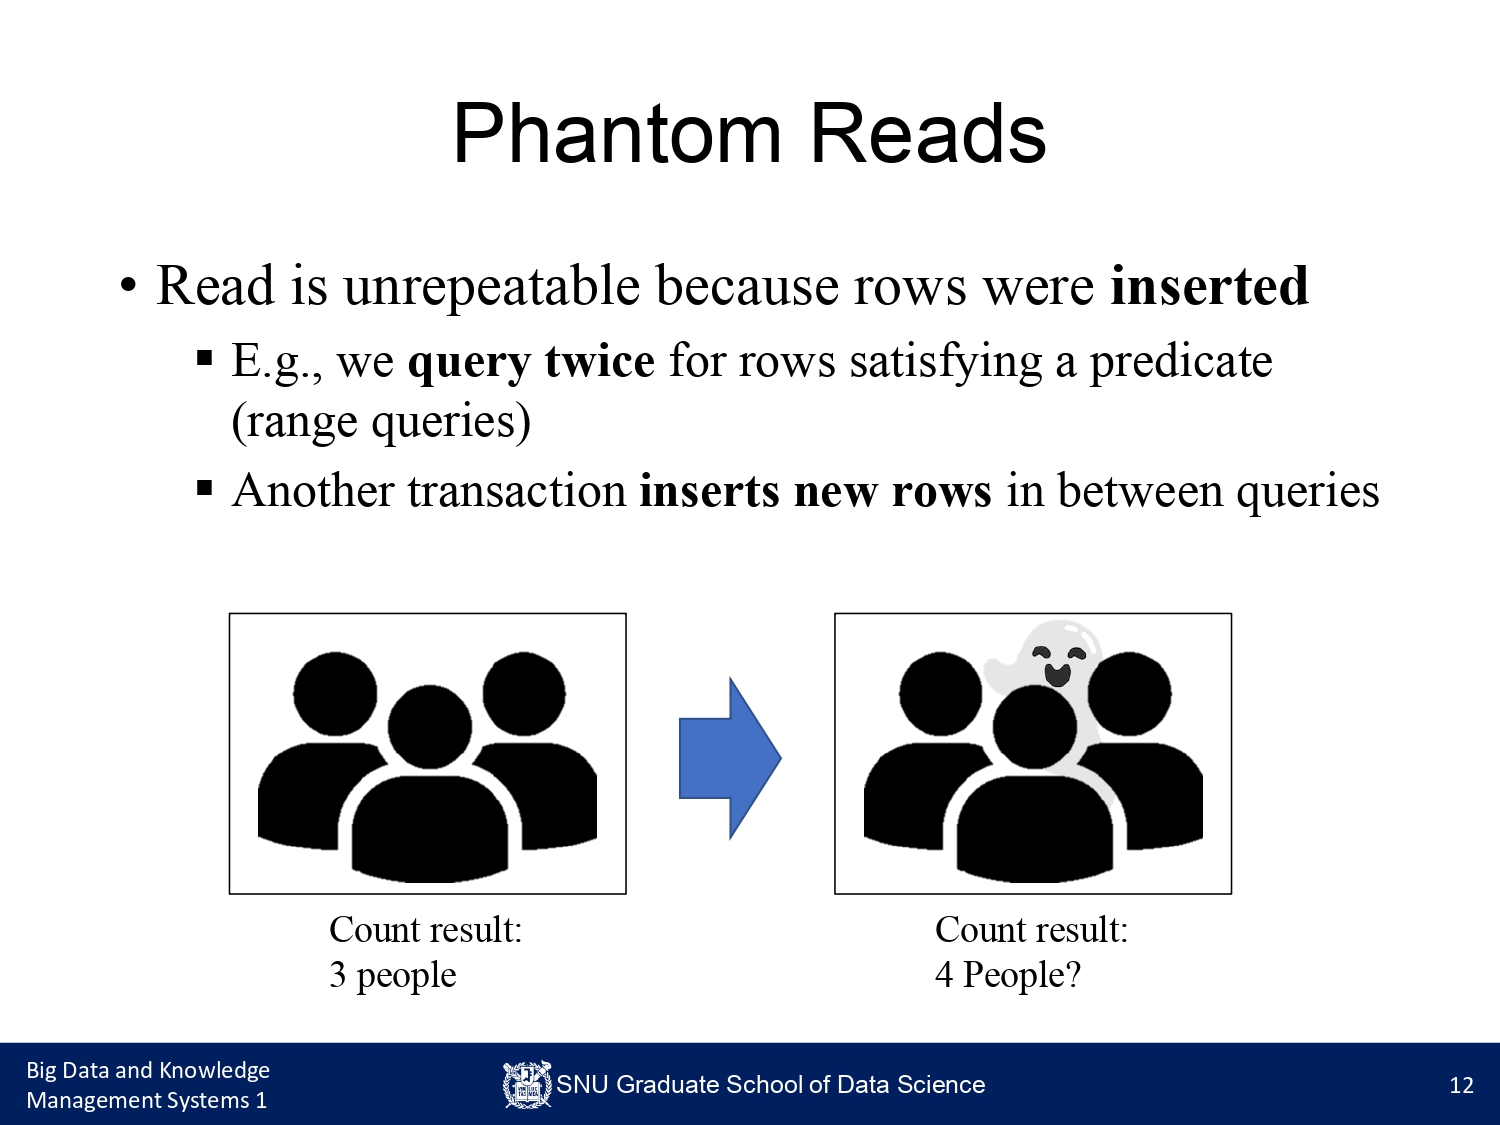 Phantom Reads
• Read is unrepeatable because rows were inserted
▪ E.g., we query twice for rows satisfying a predicate
(range queries)
▪ Another transaction inserts new rows in between queries
Count result:
3 people
Count result:
4 People?
Big Data and Knowledge
Management Systems 1
SNU Graduate School of Data Science
12